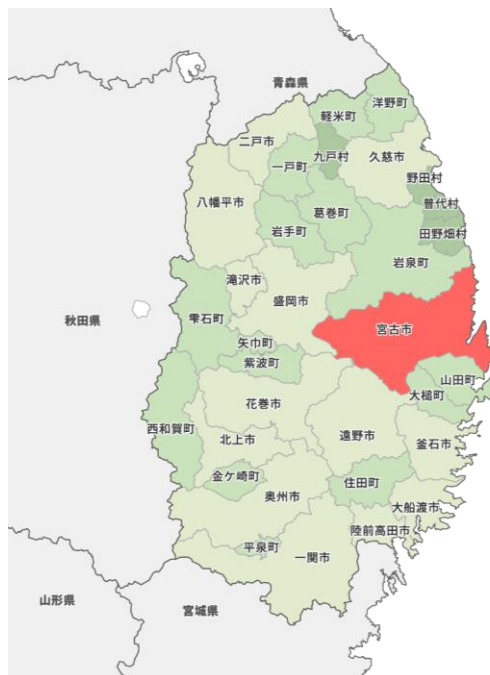 青森県
洋野町
軽米町
二戸市
九戸村
久慈市
一戸町
野田村
八幡平市
普代村
葛巻町
岩手町
田野畑村
岩泉町
滝沢市
盛岡市
秋田県
雫石町
宮古市
矢巾町
紫波町
山田町
大槌町
花巻市
西和賀町
遠野市
北上市
釜石市
金ケ崎町
住田町
奥州市
大船渡市
陸前高田市
平泉町
一関市
山形県
宮城県